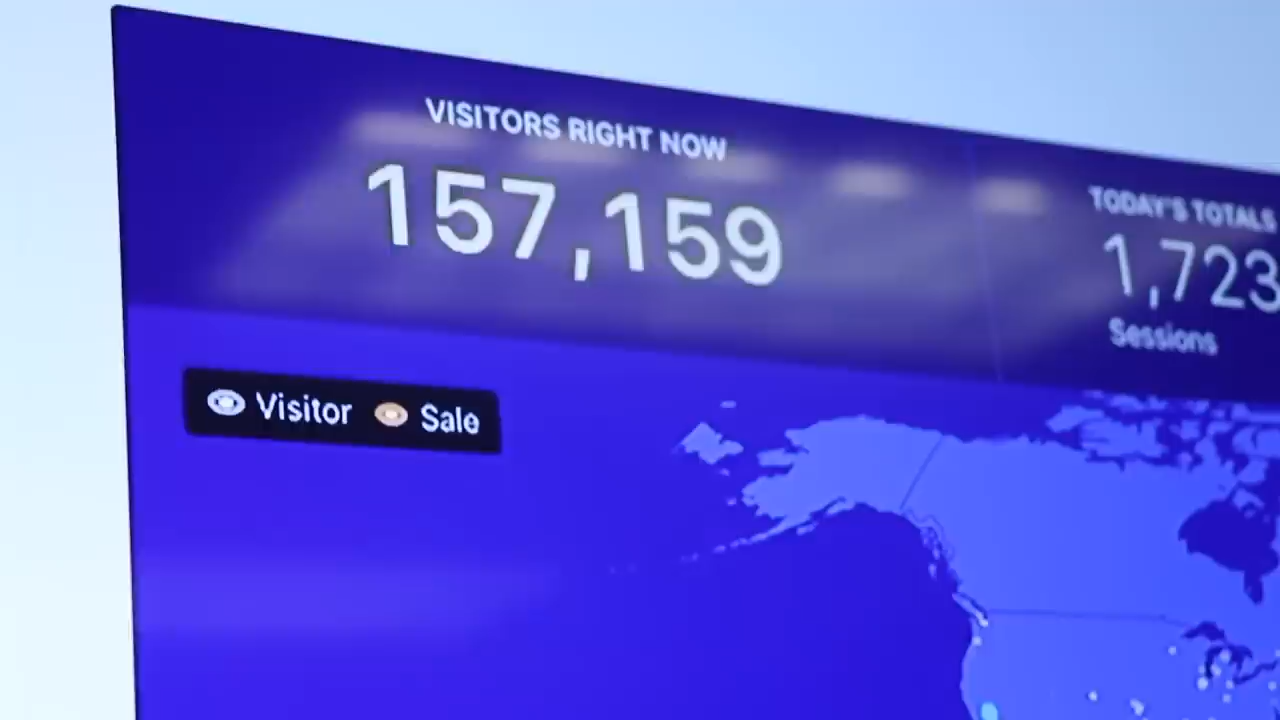 VISITORS RIGHT NOW
157,159
TODAY'S TOTALS
1,723
Sessions
Visitor
Sale